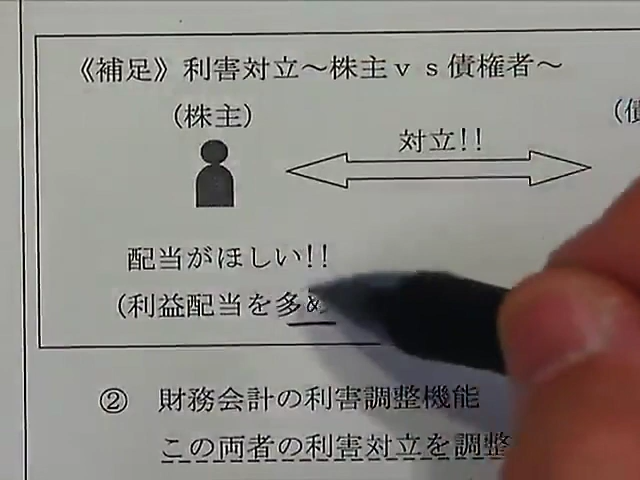 《補足》利害対立～株主ｖｓ債権者～
(株主)
(債
対立!!
配当がほしい!!
(利益配当を多め
② 財務会計の利害調整機能
この両者の利害対立を調整